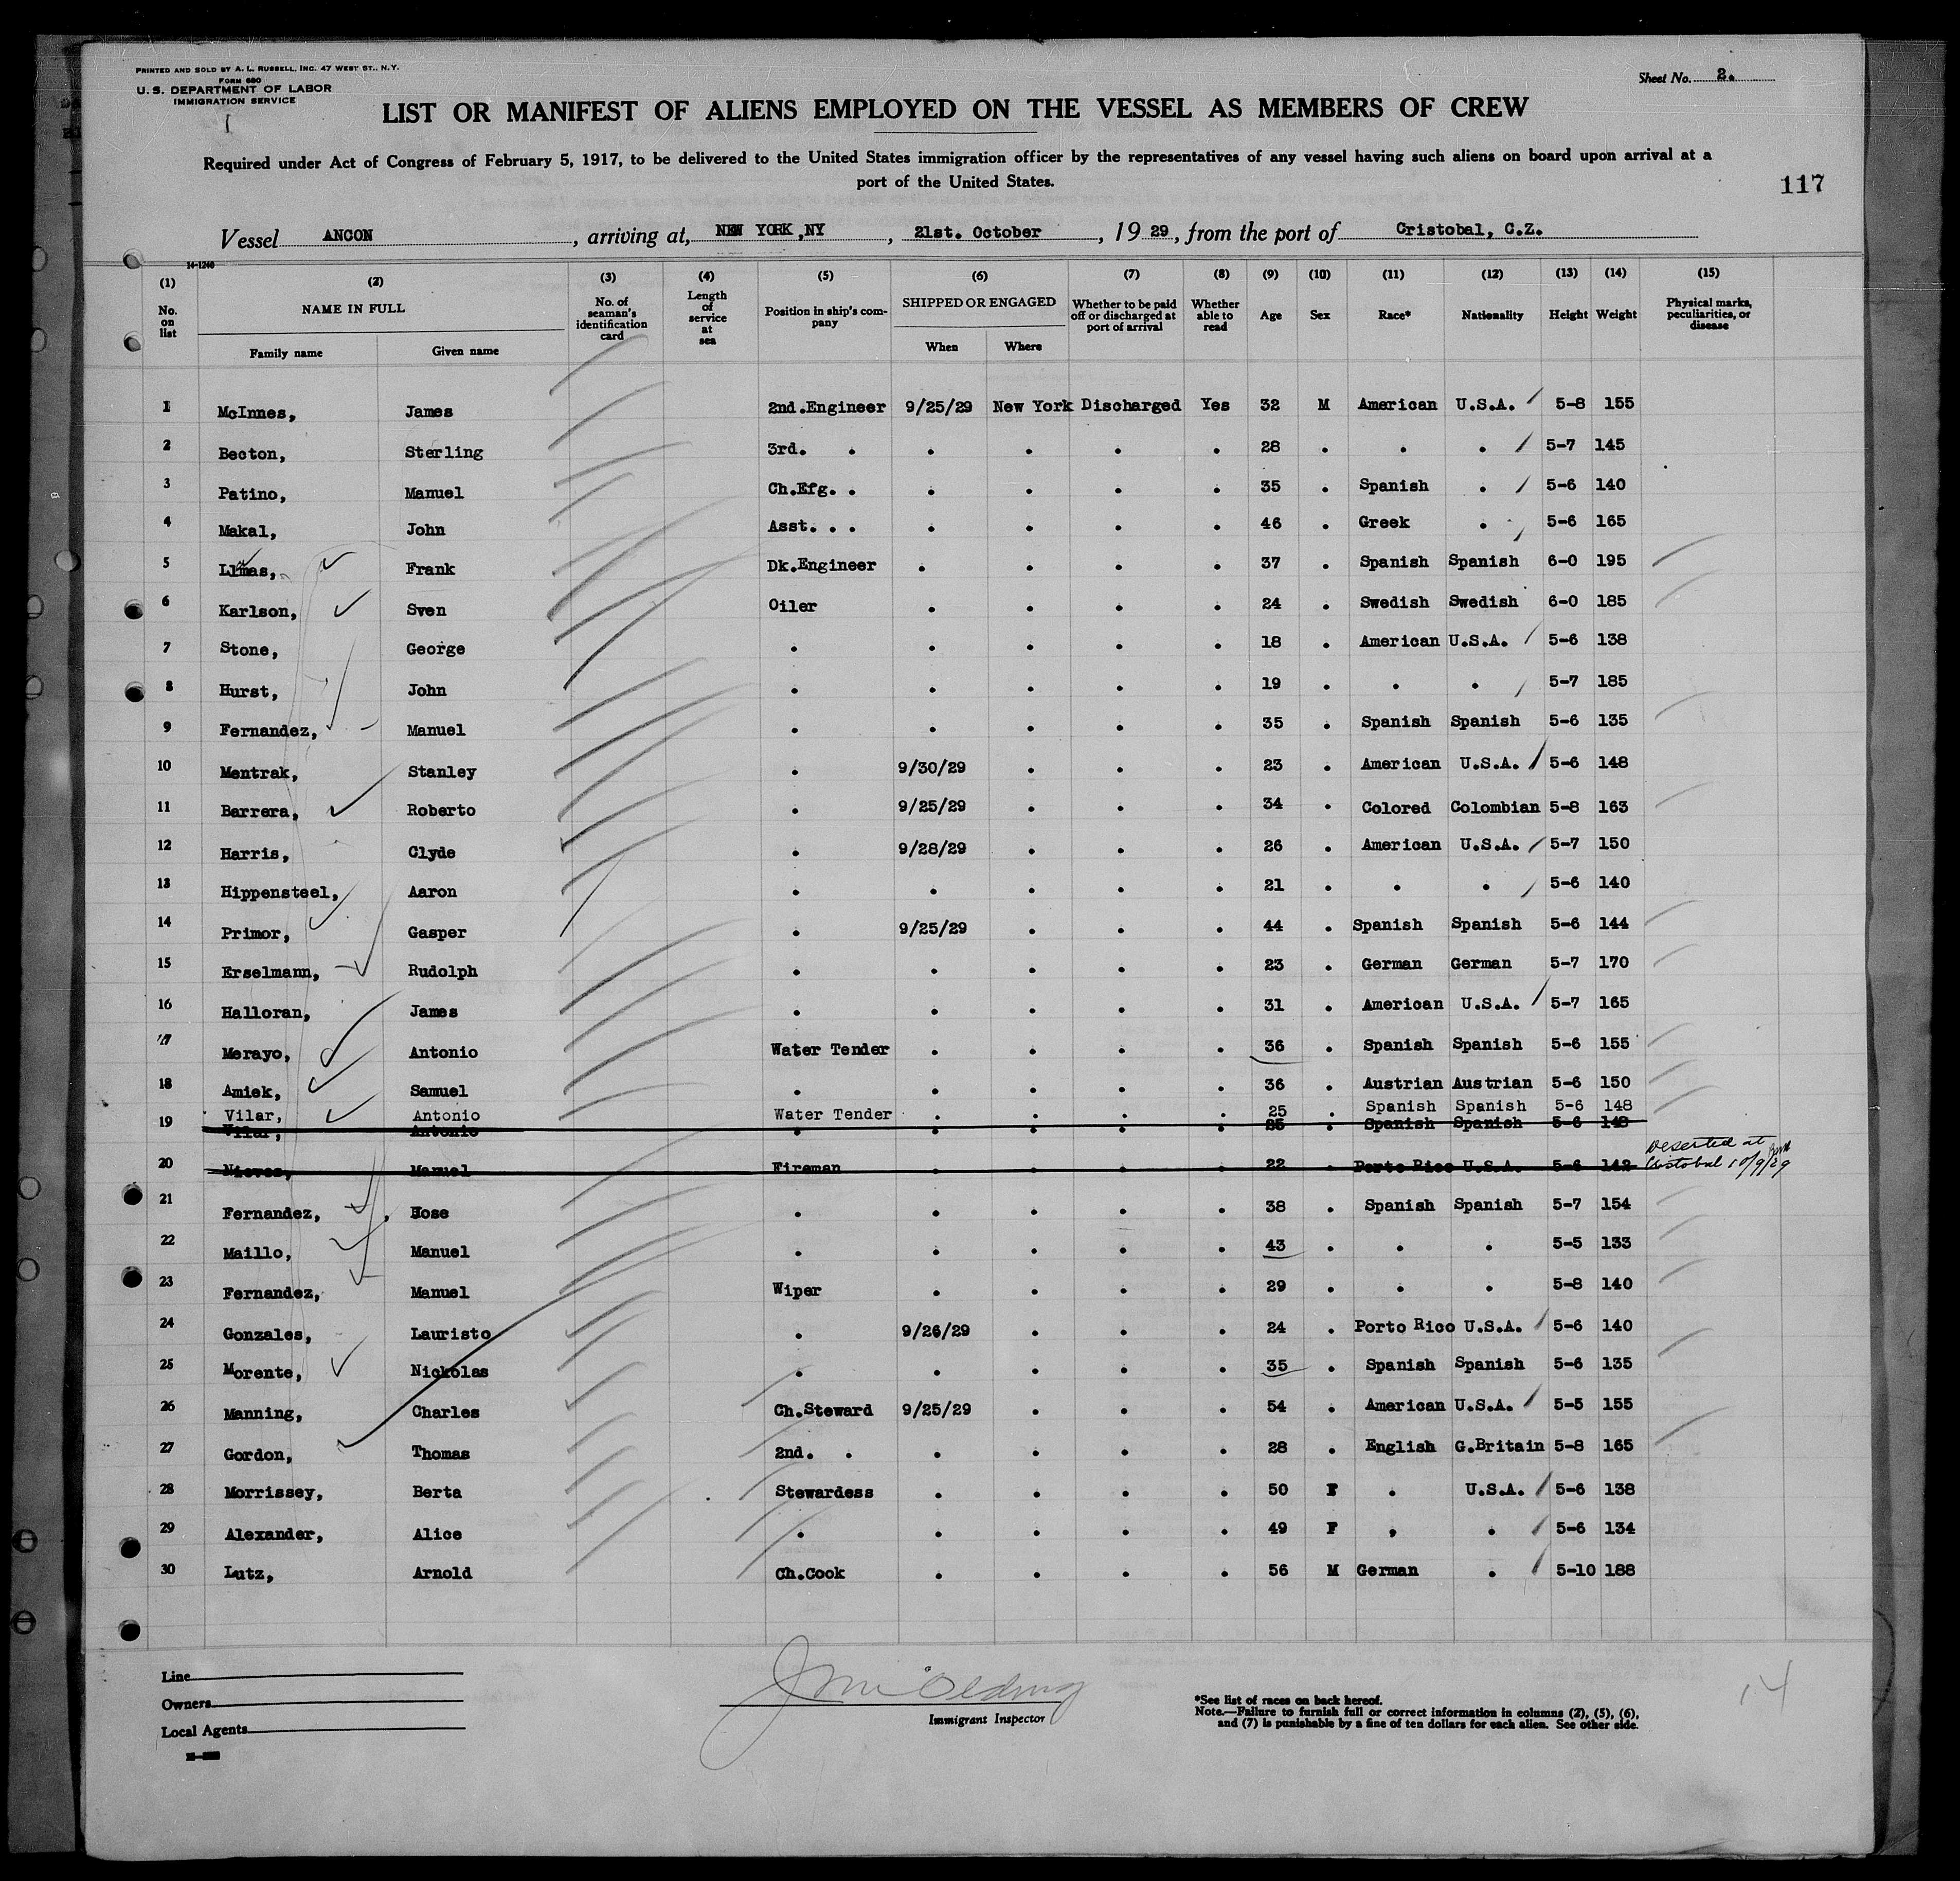 PRINTED AND SOLD BY A. L. RUSSELL, INC. 47 WEST ST., N.Y.
FORM 680
U. S. DEPARTMENT OF LABOR
IMMIGRATION SERVICE
Sheet No. 2.
LIST OR MANIFEST OF ALIENS EMPLOYED ON THE VESSEL AS MEMBERS OF CREW
Required under Act of Congress of February 5, 1917, to be delivered to the United States immigration officer by the representatives of any vessel having such aliens on board upon arrival at a
port of the United States.
117
Vessel ANCON, arriving at, NEW YORK,NY, 21st. October, 19 29, from the port of Cristobal, C.Z.
14-1240
(1) (2) (3) (4) (5) (6) (7) (8) (9) (10) (11) (12) (13) (14) (15)
No. on list NAME IN FULL Family name Given name No. of seaman's identification card Length of service at sea Position in ship's company SHIPPED OR ENGAGED When Where Whether to be paid off or discharged at port of arrival Whether able to read Age Sex Race* Nationality Height Weight Physical marks, peculiarities, or disease
1 McInnes, James 2nd.Engineer 9/25/29 New York Discharged Yes 32 M American U.S.A. 5-8 155
2 Becton, Sterling 3rd. . . . . . 28 . . . 5-7 145
3 Patino, Manuel Ch.Efg. . . . . . 35 . Spanish . 5-6 140
4 Makal, John Asst. . . . . . . 46 . Greek . 5-6 165
5 Llmas, Frank Dk.Engineer . . . . 37 . Spanish Spanish 6-0 195
6 Karlson, Sven Oiler . . . . 24 . Swedish Swedish 6-0 185
7 Stone, George . . . . . 18 . American U.S.A. 5-6 138
8 Hurst, John . . . . . 19 . . . 5-7 185
9 Fernandez, Manuel . . . . . 35 . Spanish Spanish 5-6 135
10 Mentrak, Stanley . 9/30/29 . . . 23 . American U.S.A. 5-6 148
11 Barrera, Roberto . 9/25/29 . . . 34 . Colored Colombian 5-8 163
12 Harris, Clyde . 9/28/29 . . . 26 . American U.S.A. 5-7 150
13 Hippensteel, Aaron . . . . . 21 . . . 5-6 140
14 Primor, Gasper . 9/25/29 . . . 44 . Spanish Spanish 5-6 144
15 Erselmann, Rudolph . . . . . 23 . German German 5-7 170
16 Halloran, James . . . . . 31 . American U.S.A. 5-7 165
17 Merayo, Antonio Water Tender . . . . 36 . Spanish Spanish 5-6 155
18 Amiek, Samuel . . . . . 36 . Austrian Austrian 5-6 150
Vilar, Antonio Water Tender . . . . 25 . Spanish Spanish 5-6 148
19 Vilar, Antonio . . . . . 25 . Spanish Spanish 5-6 148
20 Nieves, Manuel Fireman . . . . 22 . Porto Rico U.S.A. 5-6 142 Deserted at Cristobal 10/9/29
21 Fernandez, Hose . . . . . 38 . Spanish Spanish 5-7 154
22 Maillo, Manuel . . . . . 43 . . . 5-5 133
23 Fernandez, Manuel Wiper . . . . 29 . . . 5-8 140
24 Gonzales, Lauristo . 9/26/29 . . . 24 . Porto Rico U.S.A. 5-6 140
25 Morente, Nickolas . . . . . 35 . Spanish Spanish 5-6 135
26 Manning, Charles Ch.Steward 9/25/29 . . . 54 . American U.S.A. 5-5 155
27 Gordon, Thomas 2nd. . . . . . 28 . English G.Britain 5-8 165
28 Morrissey, Berta Stewardess . . . . 50 F . U.S.A. 5-6 138
29 Alexander, Alice . . . . . 49 F . . 5-6 134
30 Lutz, Arnold Ch.Cook . . . . 56 M German . 5-10 188
Line
Owners
Local Agents
Immigrant Inspector
*See list of races on back hereof.
Note.—Failure to furnish full or correct information in columns (2), (5), (6),
and (7) is punishable by a fine of ten dollars for each alien. See other side.
14